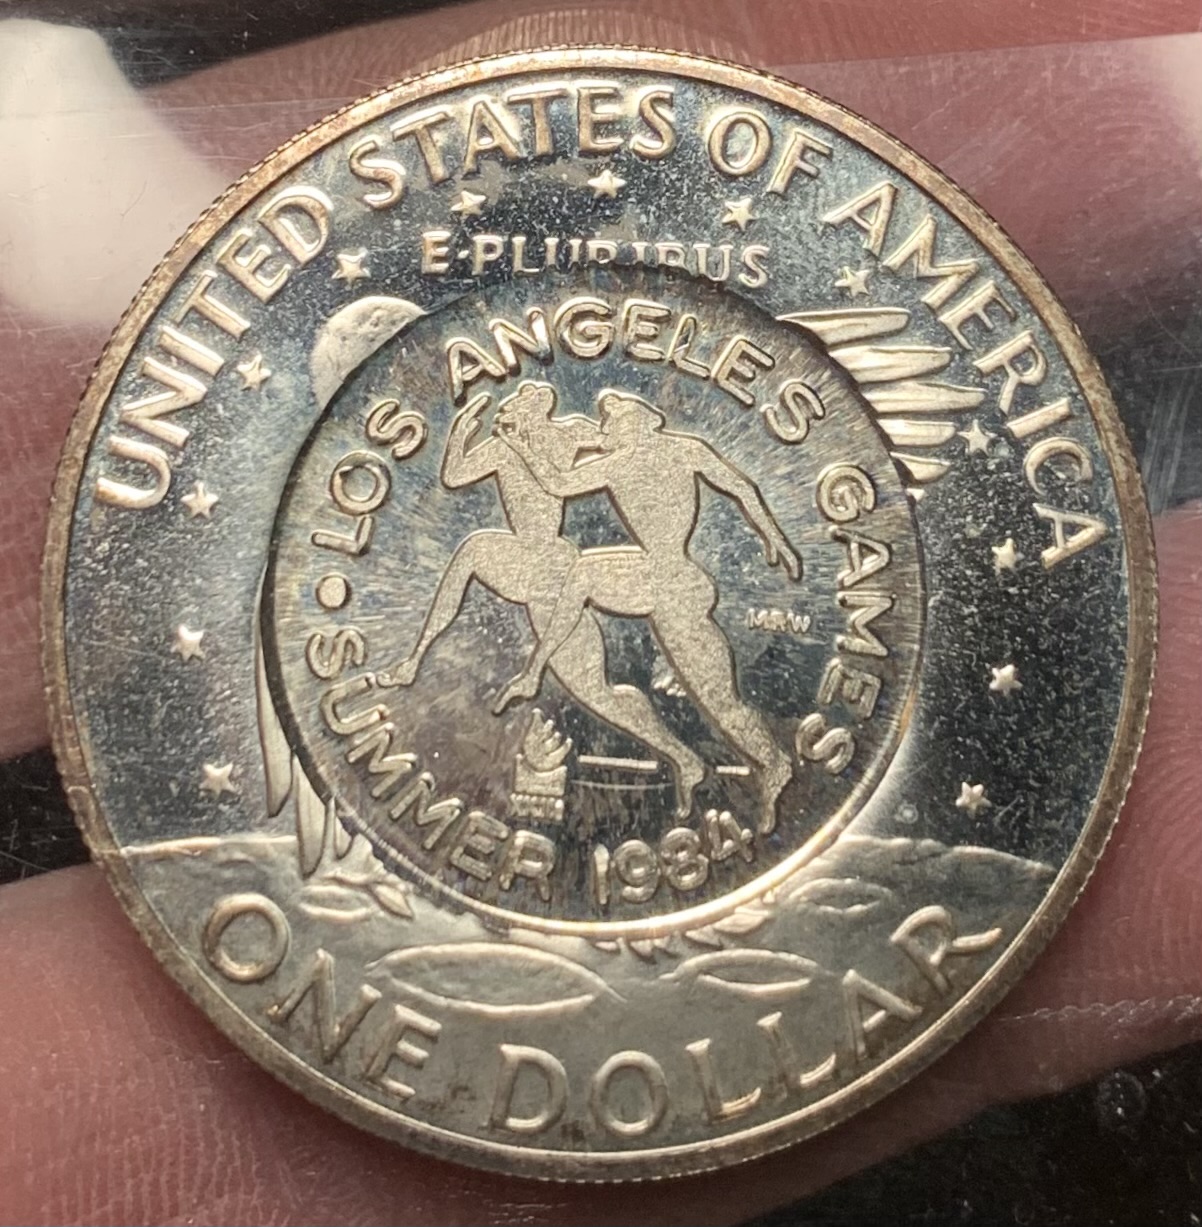 UNITED STATES OF AMERICA
E·PLURIBUS
LOS ANGELES GAMES
MRW
• SUMMER 1984
ONE DOLLAR